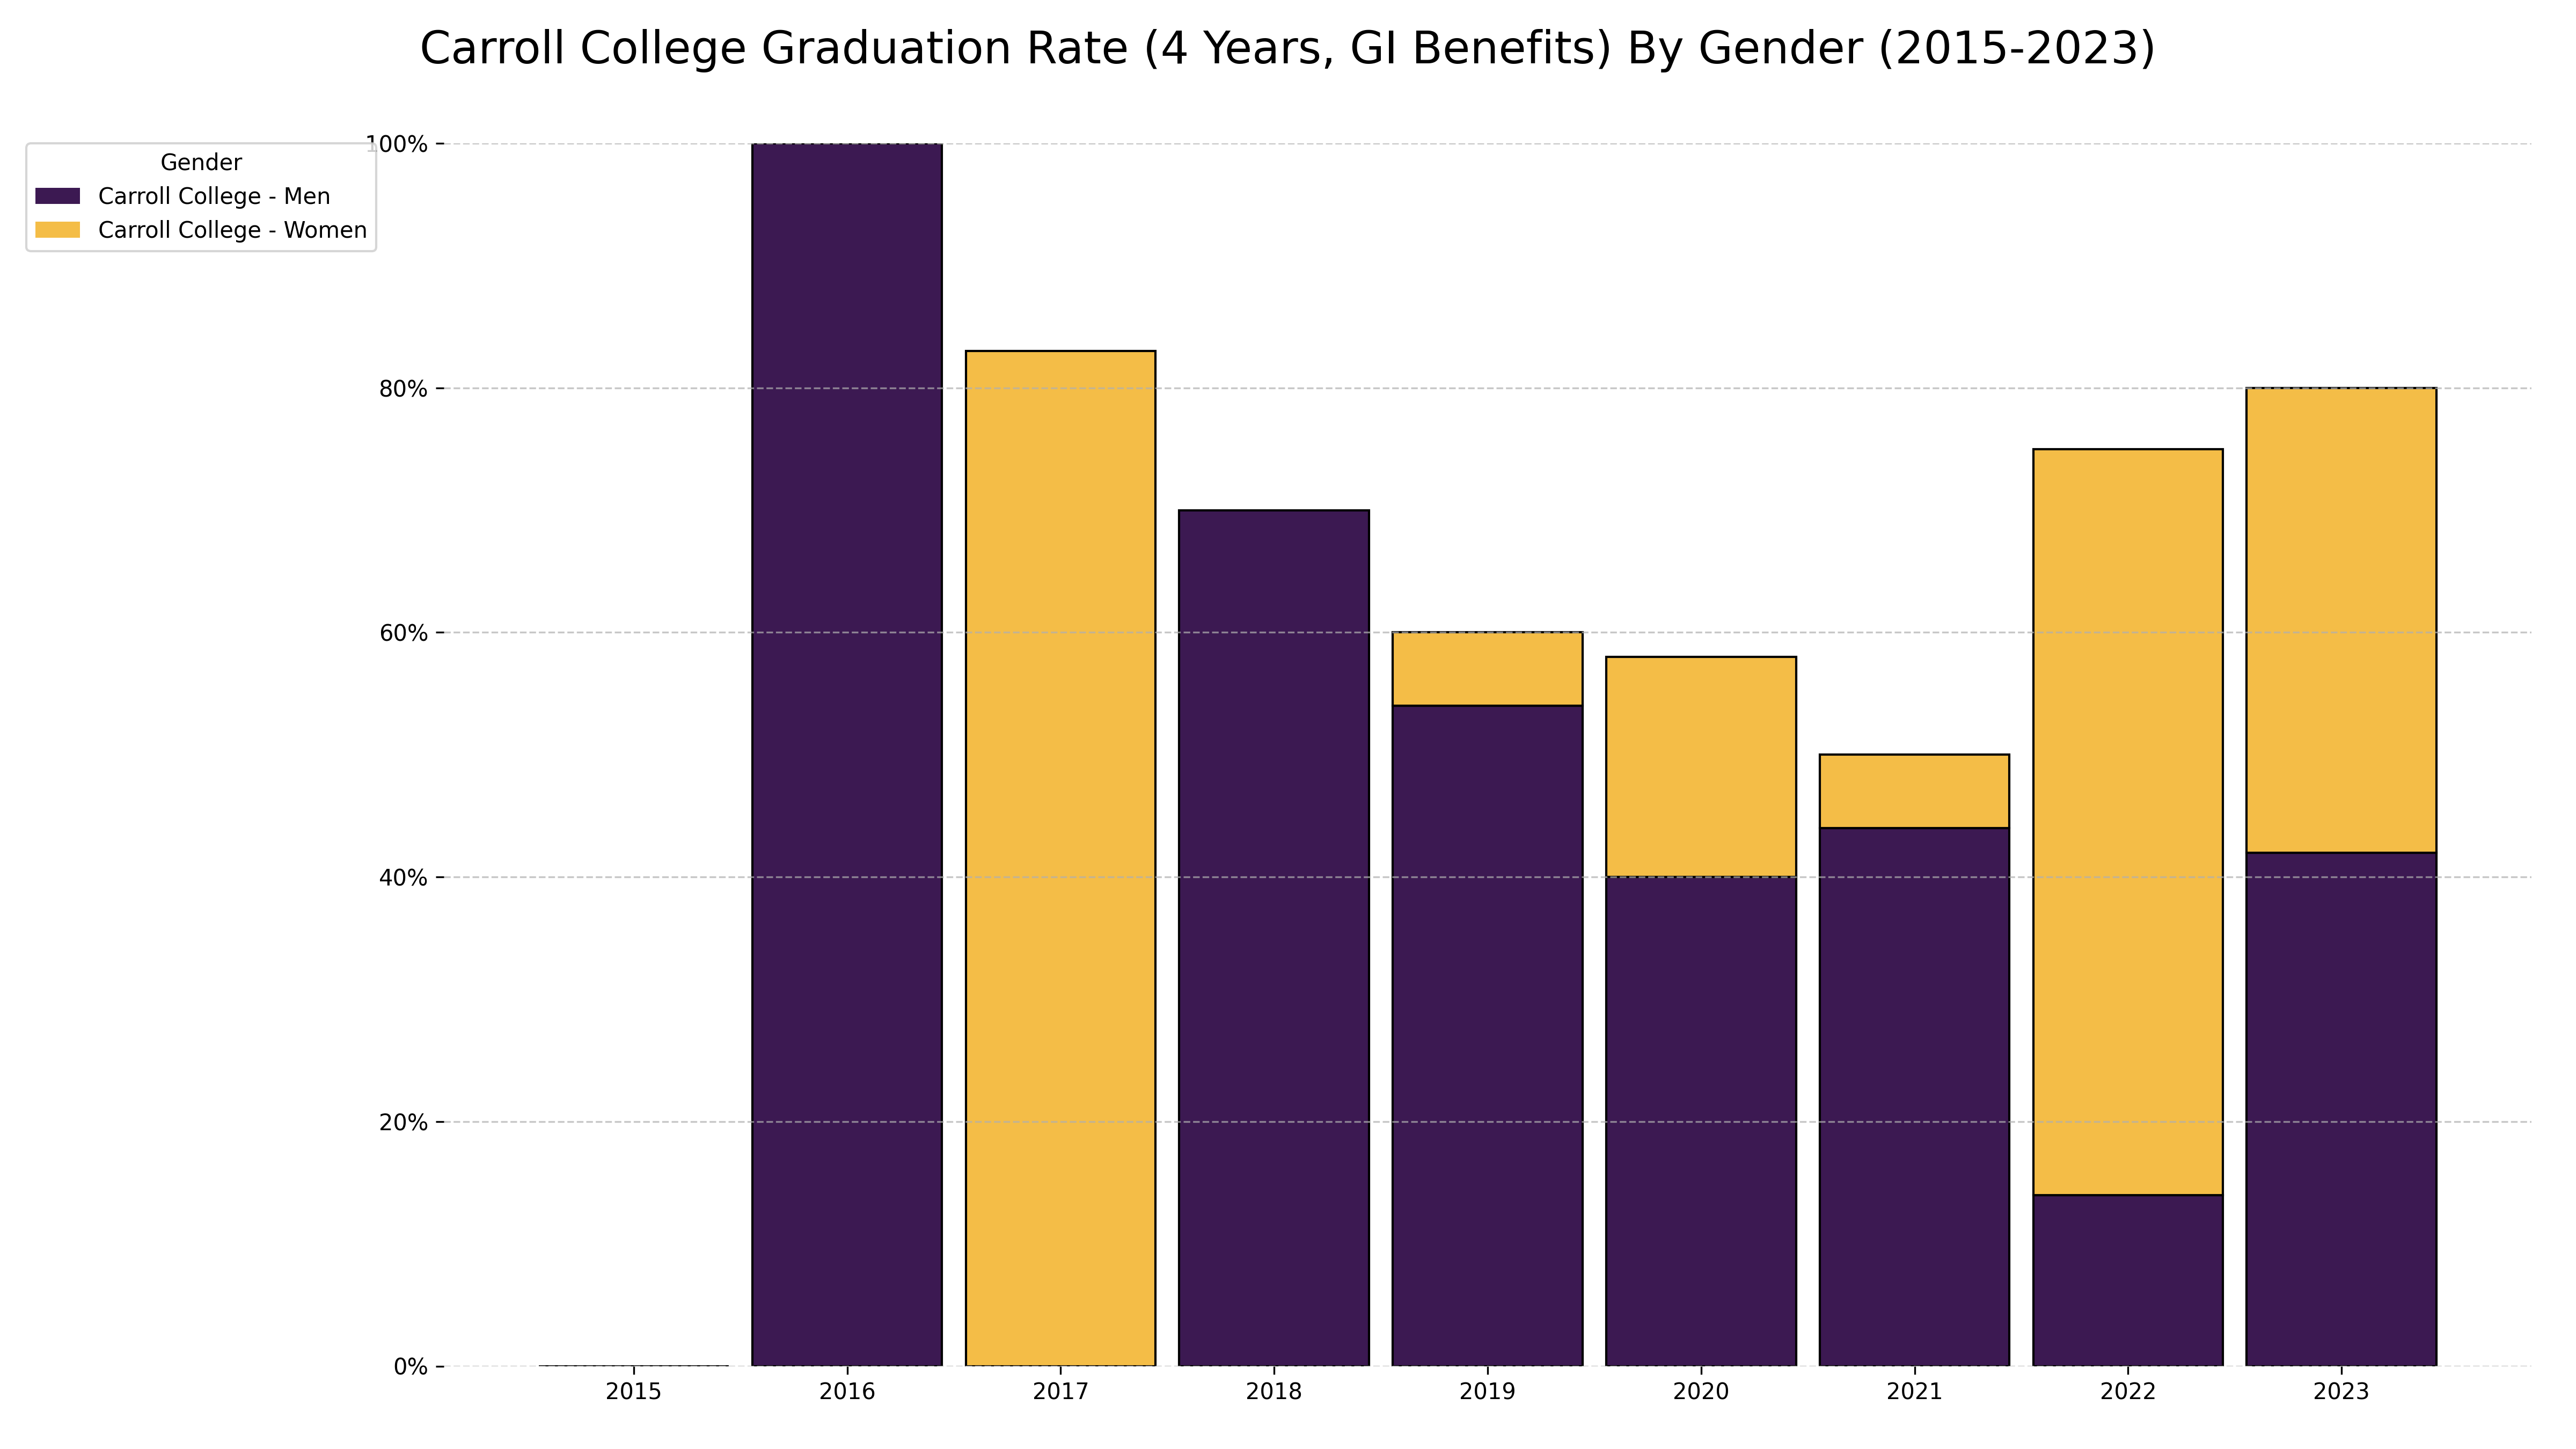 Carroll College Graduation Rate (4 Years, GI Benefits) By Gender (2015-2023)
Gender
Carroll College - Men
Carroll College - Women
100%
80%
60%
40%
20%
0%
2015 2016 2017 2018 2019 2020 2021 2022 2023